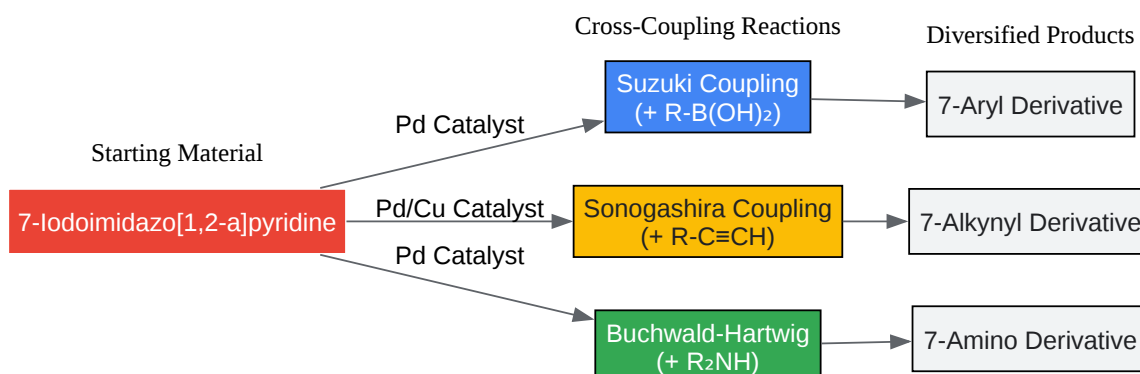 Cross-Coupling Reactions
Diversified Products
Starting Material
Suzuki Coupling
(+ R-B(OH)₂)
7-Aryl Derivative
Pd Catalyst
7-Iodoimidazo[1,2-a]pyridine
Pd/Cu Catalyst
Sonogashira Coupling
(+ R-C≡CH)
7-Alkynyl Derivative
Pd Catalyst
Buchwald-Hartwig
(+ R₂NH)
7-Amino Derivative